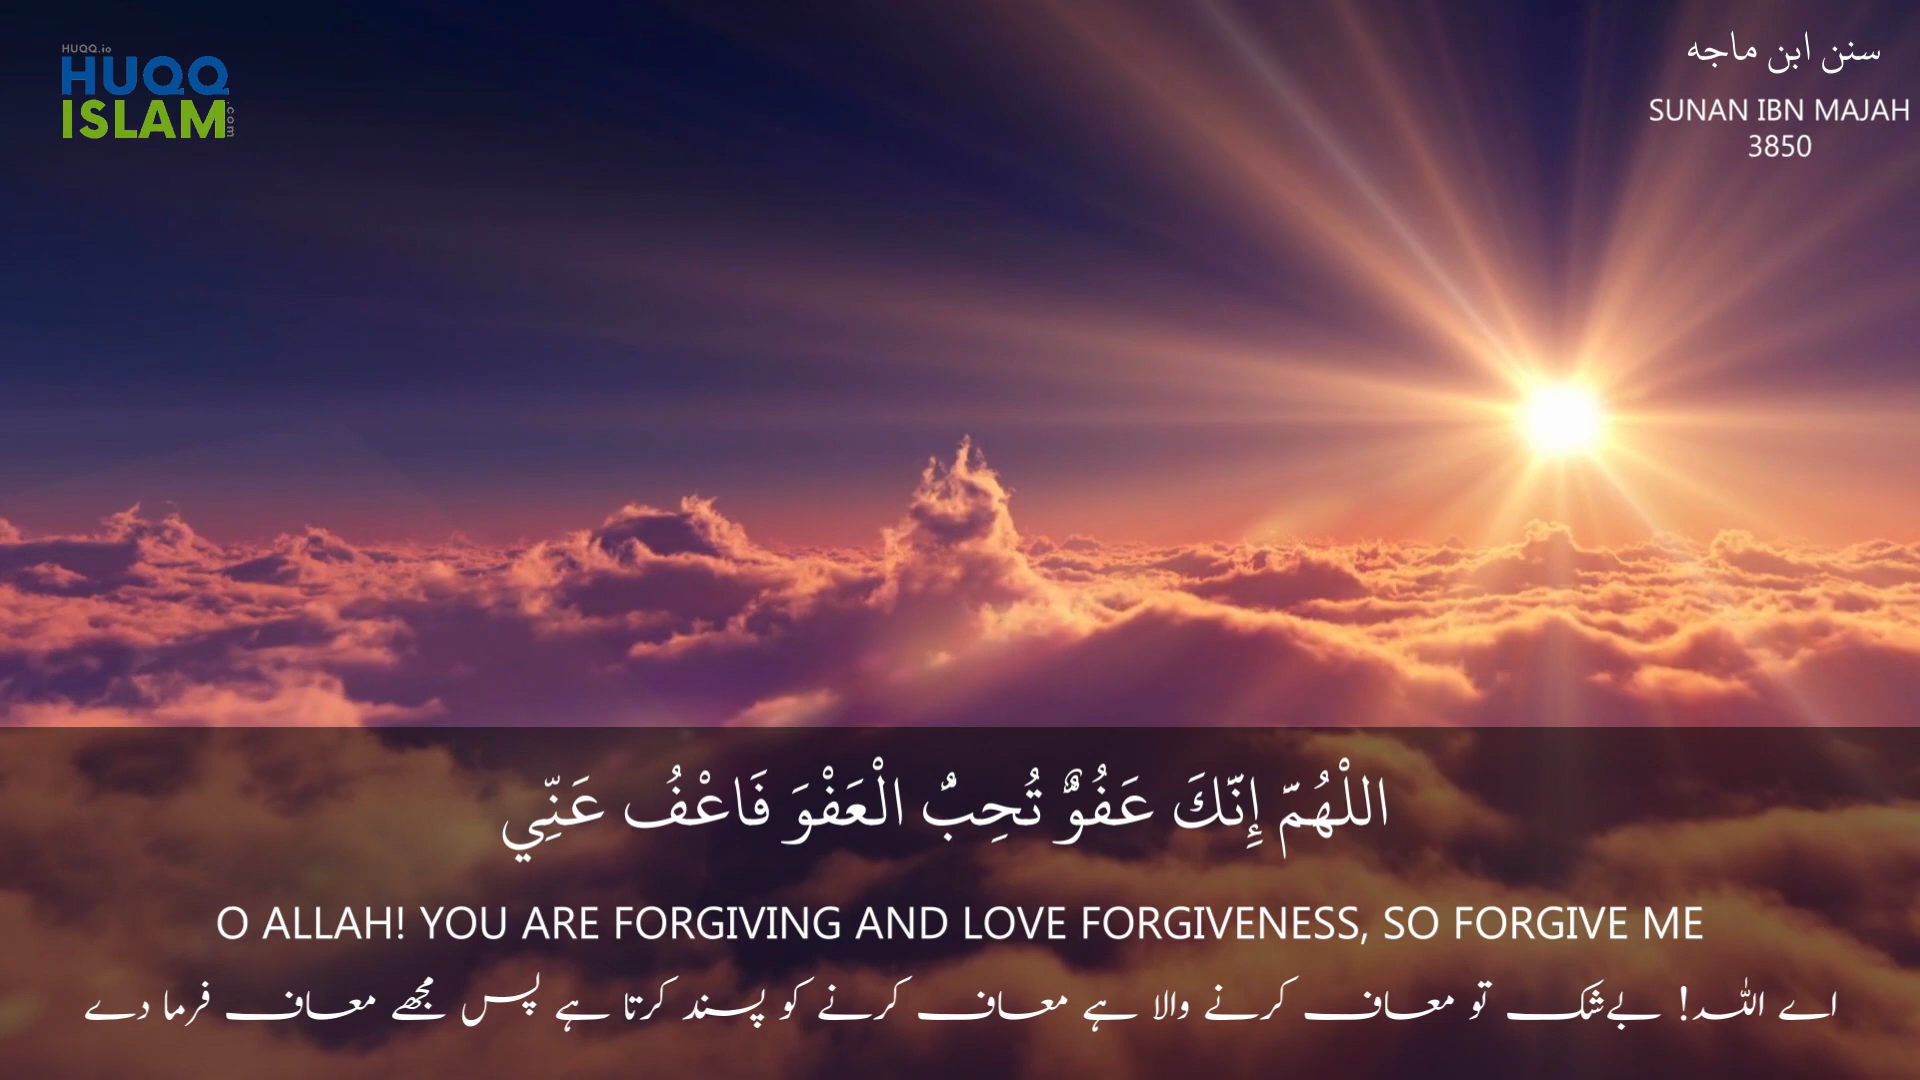 HUQQ.io
HUQQ
ISLAM
.com
سنن ابن ماجه
SUNAN IBN MAJAH
3850
اللْهُمّ إِنّكَ عَفُوٌّ تُحِبُّ الْعَفْوَ فَاعْفُ عَنِّي
O ALLAH! YOU ARE FORGIVING AND LOVE FORGIVENESS, SO FORGIVE ME
اے اللہ! بےشک تو معاف کرنے والا ہے معاف کرنے کو پسند کرتا ہے پس مجھے معاف فرما دے